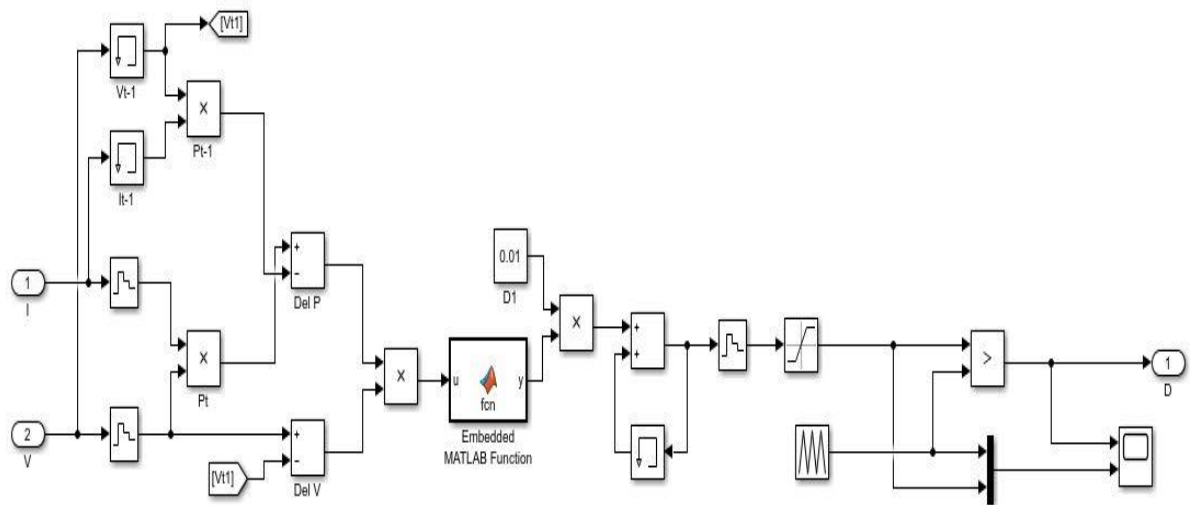 [Vt1]
Vt-1
×
Pt-1
It-1
1
I
+
−
Del P
0.01
D1
×
×
Pt
×
u
y
fcn
Embedded
MATLAB Function
+
+
>
1
D
2
V
+
−
[Vt1]
Del V